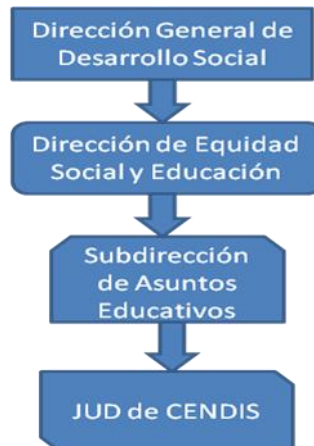 Dirección General de
Desarrollo Social
Dirección de Equidad
Social y Educación
Subdirección
de Asuntos
Educativos
JUD de CENDIS